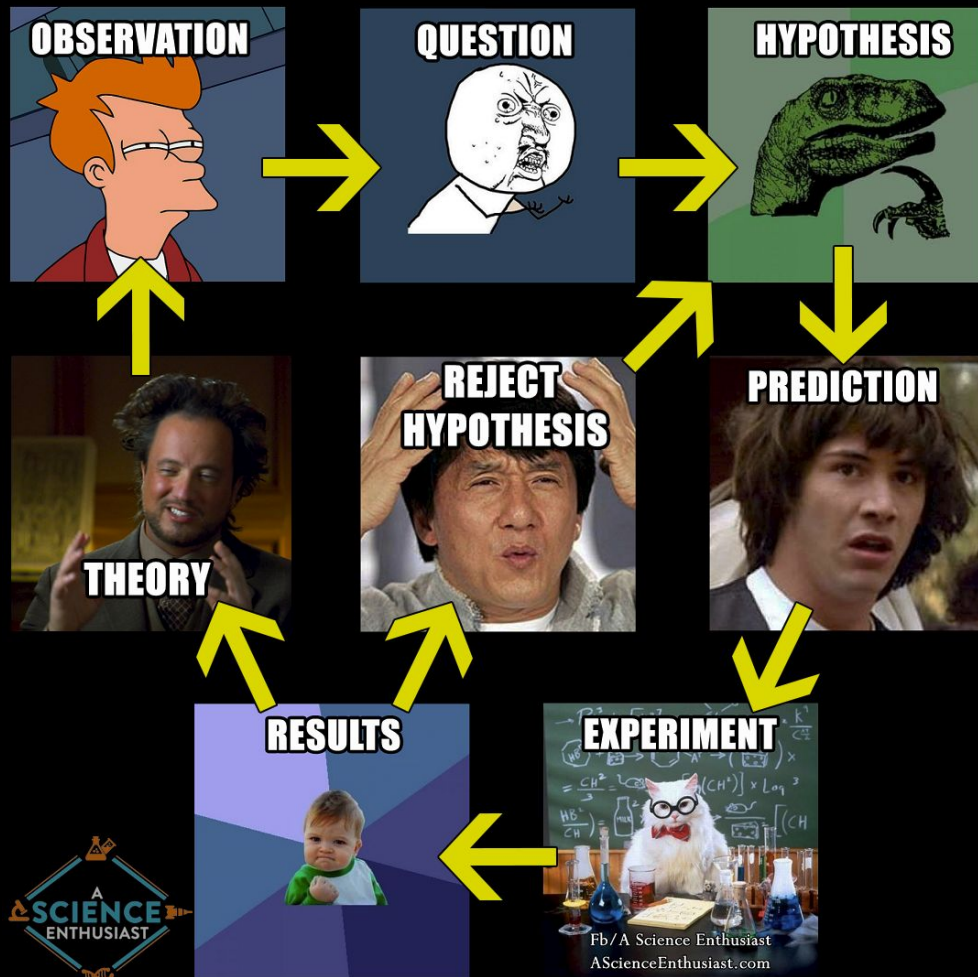 OBSERVATION
QUESTION
HYPOTHESIS
THEORY
REJECT
HYPOTHESIS
PREDICTION
RESULTS
EXPERIMENT
Fb/A Science Enthusiast
AScienceEnthusiast.com
A
SCIENCE
ENTHUSIAST